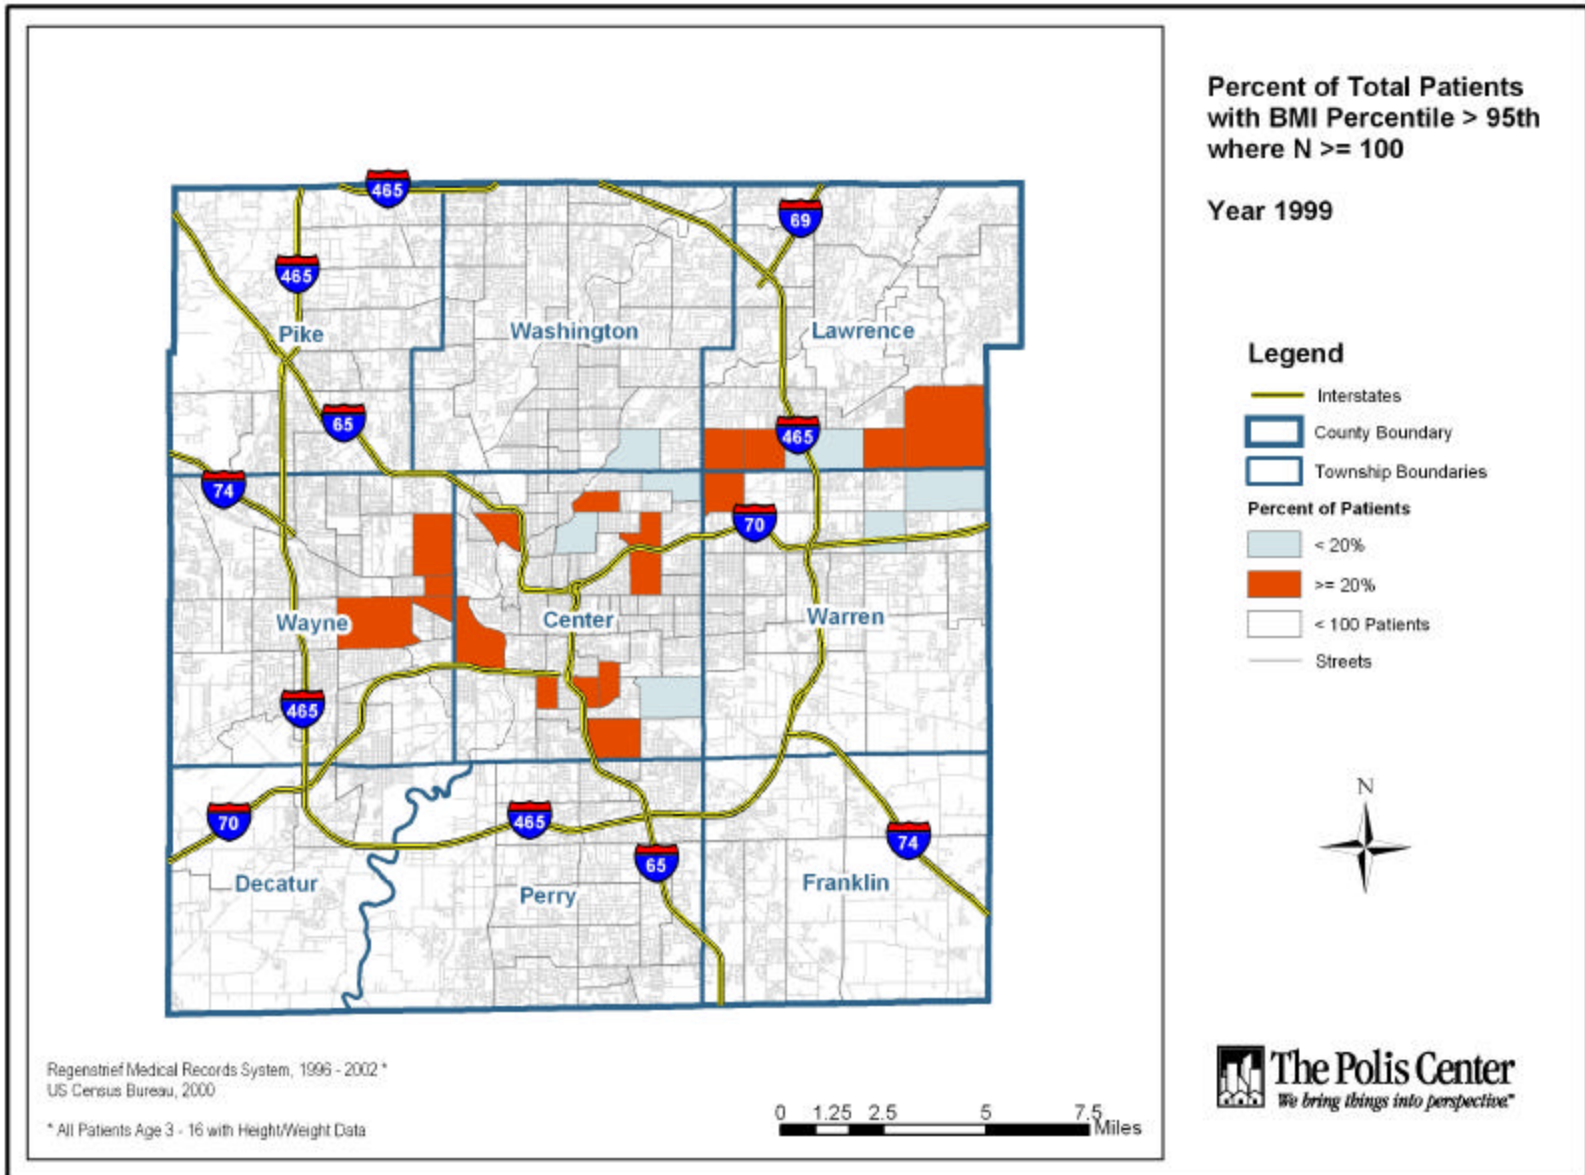 Percent of Total Patients
with BMI Percentile > 95th
where N >= 100
Year 1999
465
69
465
Pike
Washington
Lawrence
65
465
74
70
Wayne
Center
Warren
465
70
465
65
74
Decatur
Perry
Franklin
Legend
Interstates
County Boundary
Township Boundaries
Percent of Patients
< 20%
>= 20%
< 100 Patients
Streets
N
Regenstrief Medical Records System, 1996 - 2002 *
US Census Bureau, 2000
* All Patients Age 3 - 16 with Height/Weight Data
0 1.25 2.5 5 7.5
Miles
The Polis Center
We bring things into perspective™